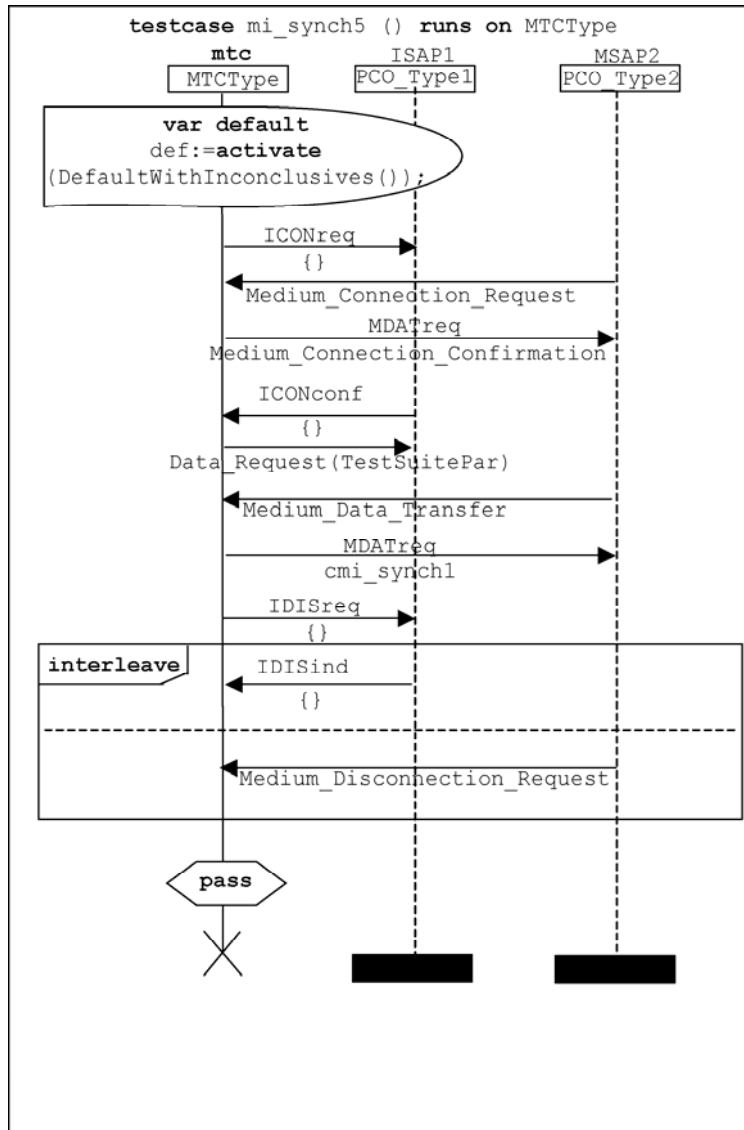 testcase mi_synch5 () runs on MTCType
mtc ISAP1 MSAP2
MTCType PCO_Type1 PCO_Type2
var default
def:=activate
(DefaultWithInconclusives());
ICONreq
{}
Medium_Connection_Request
MDATreq
Medium_Connection_Confirmation
ICONconf
{}
Data_Request(TestSuitePar)
Medium_Data_Transfer
MDATreq
cmi_synch1
IDISreq
{}
interleave
IDISind
{}
Medium_Disconnection_Request
pass